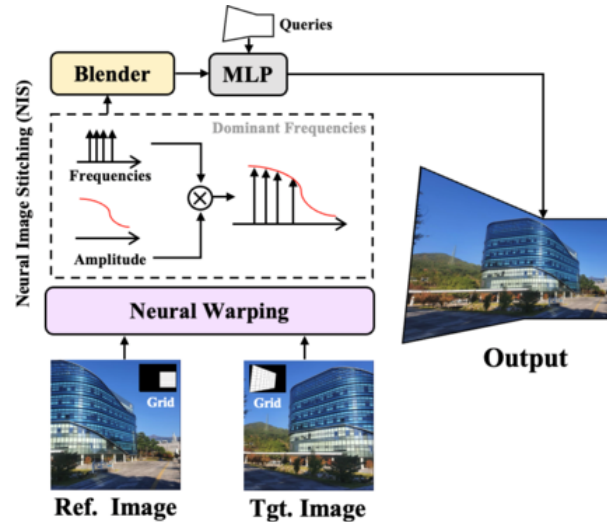 Queries
Blender
MLP
Neural Image Stitching (NIS)
Dominant Frequencies
Frequencies
Amplitude
Neural Warping
Output
Grid
Grid
Ref. Image
Tgt. Image